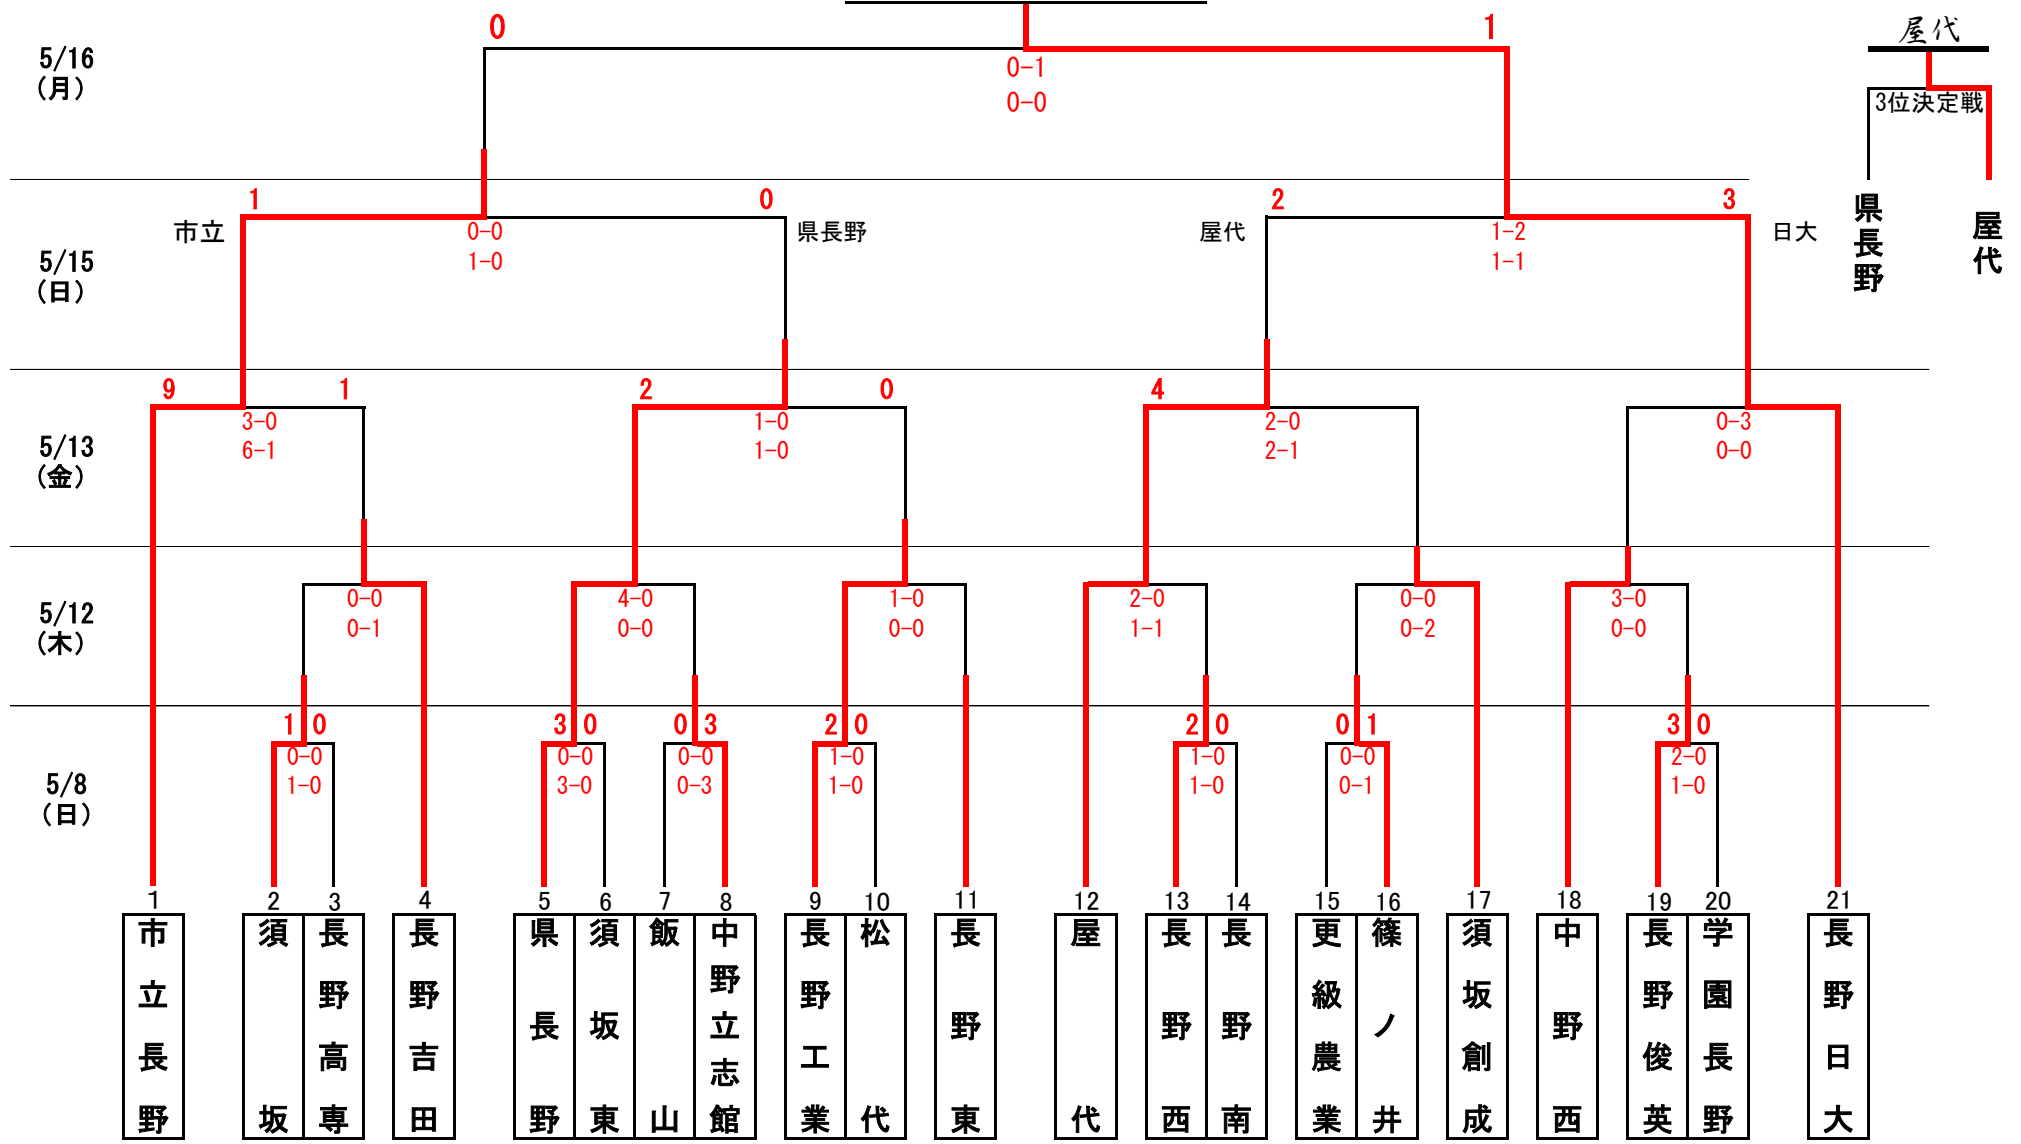 0
1
屋代
5/16
(月)
0-1
0-0
3位決定戦
県長野
屋代
1
0
2
3
市立
0-0
県長野
屋代
1-2
日大
1-0
1-1
5/15
(日)
9
1
2
0
4
3-0
1-0
2-0
0-3
6-1
1-0
2-1
0-0
5/13
(金)
0-0
4-0
1-0
2-0
0-0
3-0
0-1
0-0
0-0
1-1
0-2
0-0
5/12
(木)
1 0
3 0
0 3
2 0
2 0
0 1
3 0
0-0
0-0
0-0
1-0
1-0
0-0
2-0
1-0
3-0
0-3
1-0
1-0
0-1
1-0
5/8
(日)
1
2
3
4
5
6
7
8
9
10
11
12
13
14
15
16
17
18
19
20
21
市立長野
須坂
長野高専
長野吉田
県長野
須坂東
飯山
中野立志館
長野工業
松代
長野東
屋代
長野西
長野南
更級農業
篠ノ井
須坂創成
中野西
長野俊英
学園長野
長野日大